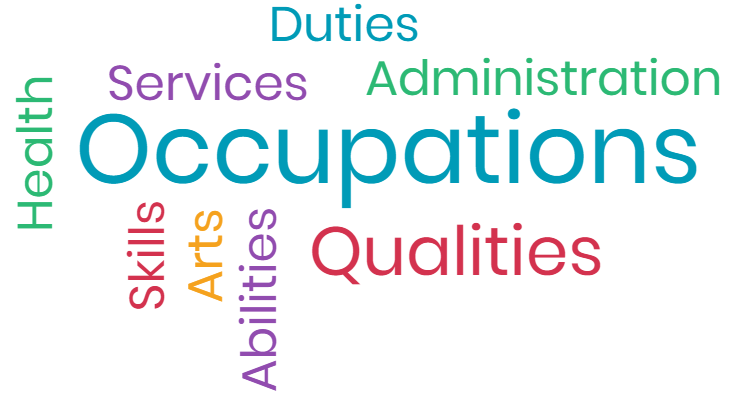 Duties
Services
Administration
Health
Occupations
Skills
Arts
Abilities
Qualities